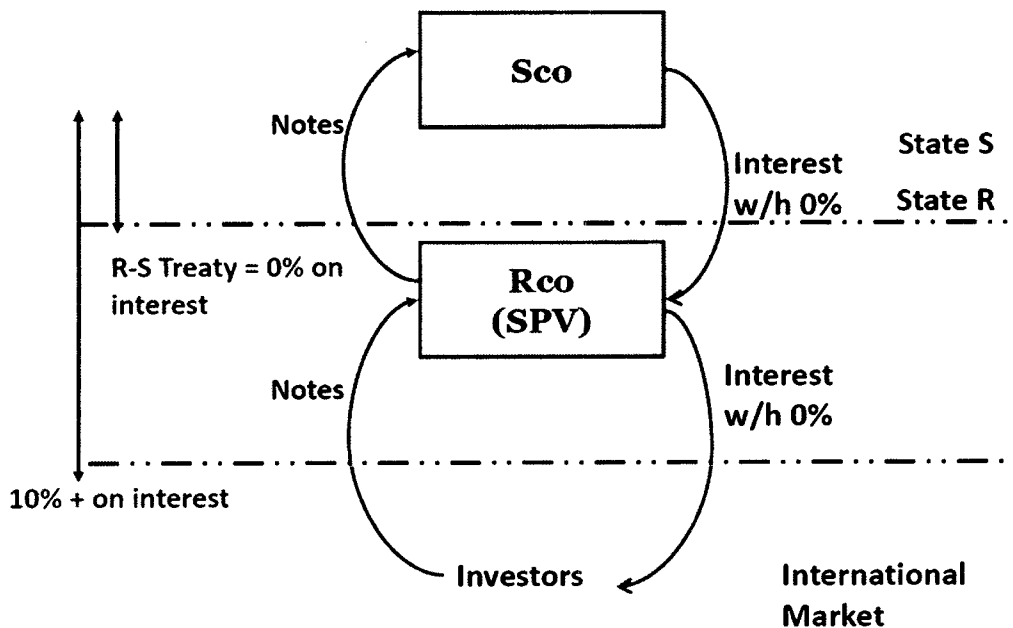 Sco
Notes
Interest
w/h 0%
State S
State R
R-S Treaty = 0% on
interest
Rco
(SPV)
Notes
Interest
w/h 0%
10% + on interest
Investors
International
Market